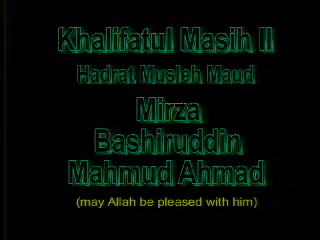 Khalifatul Masih II
Hadrat Musleh Maud
Mirza
Bashiruddin
Mahmud Ahmad
(may Allah be pleased with him)